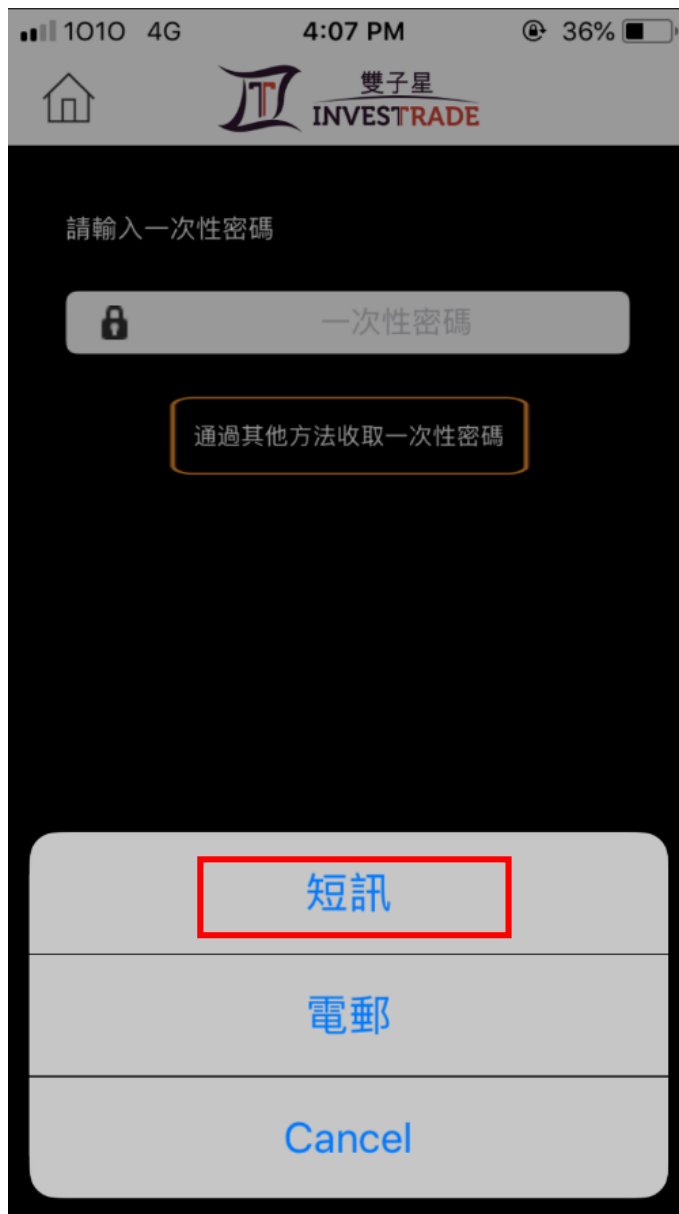 1010 4G 4:07 PM 36%
雙子星
INVESTRADE
請輸入一次性密碼
一次性密碼
通過其他方法收取一次性密碼
短訊
電郵
Cancel